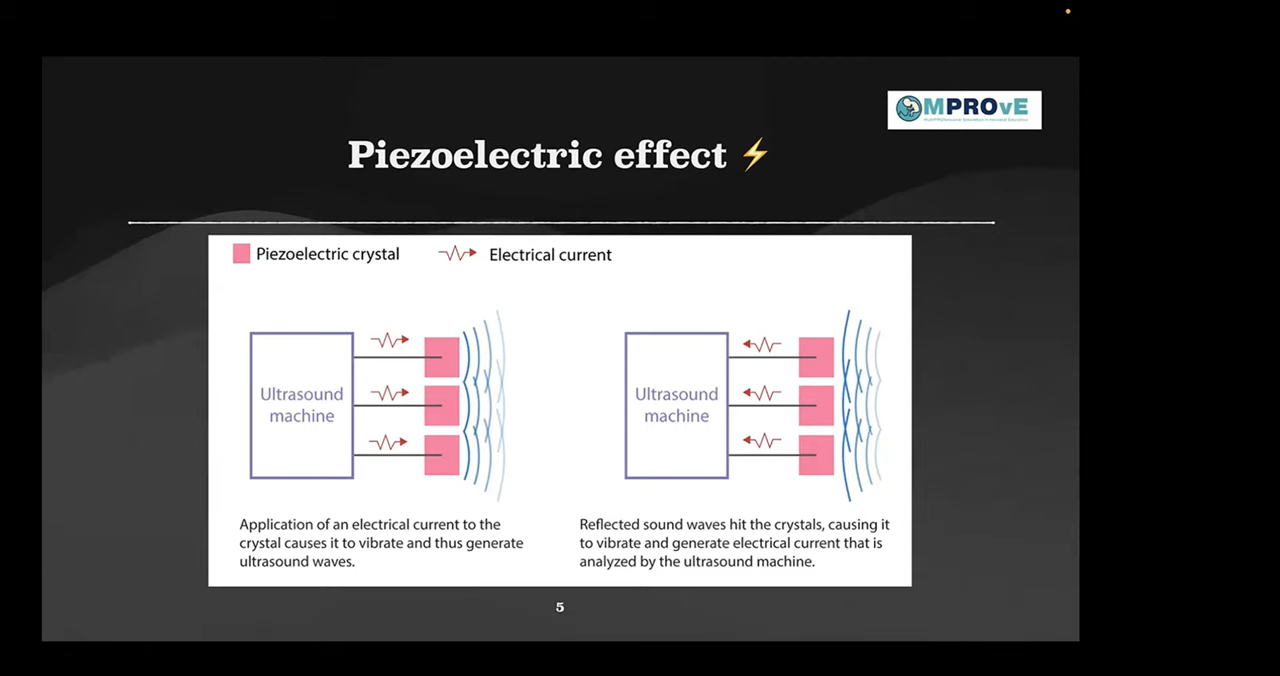 MPROvE
Piezoelectric effect ⚡
Piezoelectric crystal
Electrical current
Ultrasound
machine
Ultrasound
machine
Application of an electrical current to the
crystal causes it to vibrate and thus generate
ultrasound waves.
Reflected sound waves hit the crystals, causing it
to vibrate and generate electrical current that is
analyzed by the ultrasound machine.
5